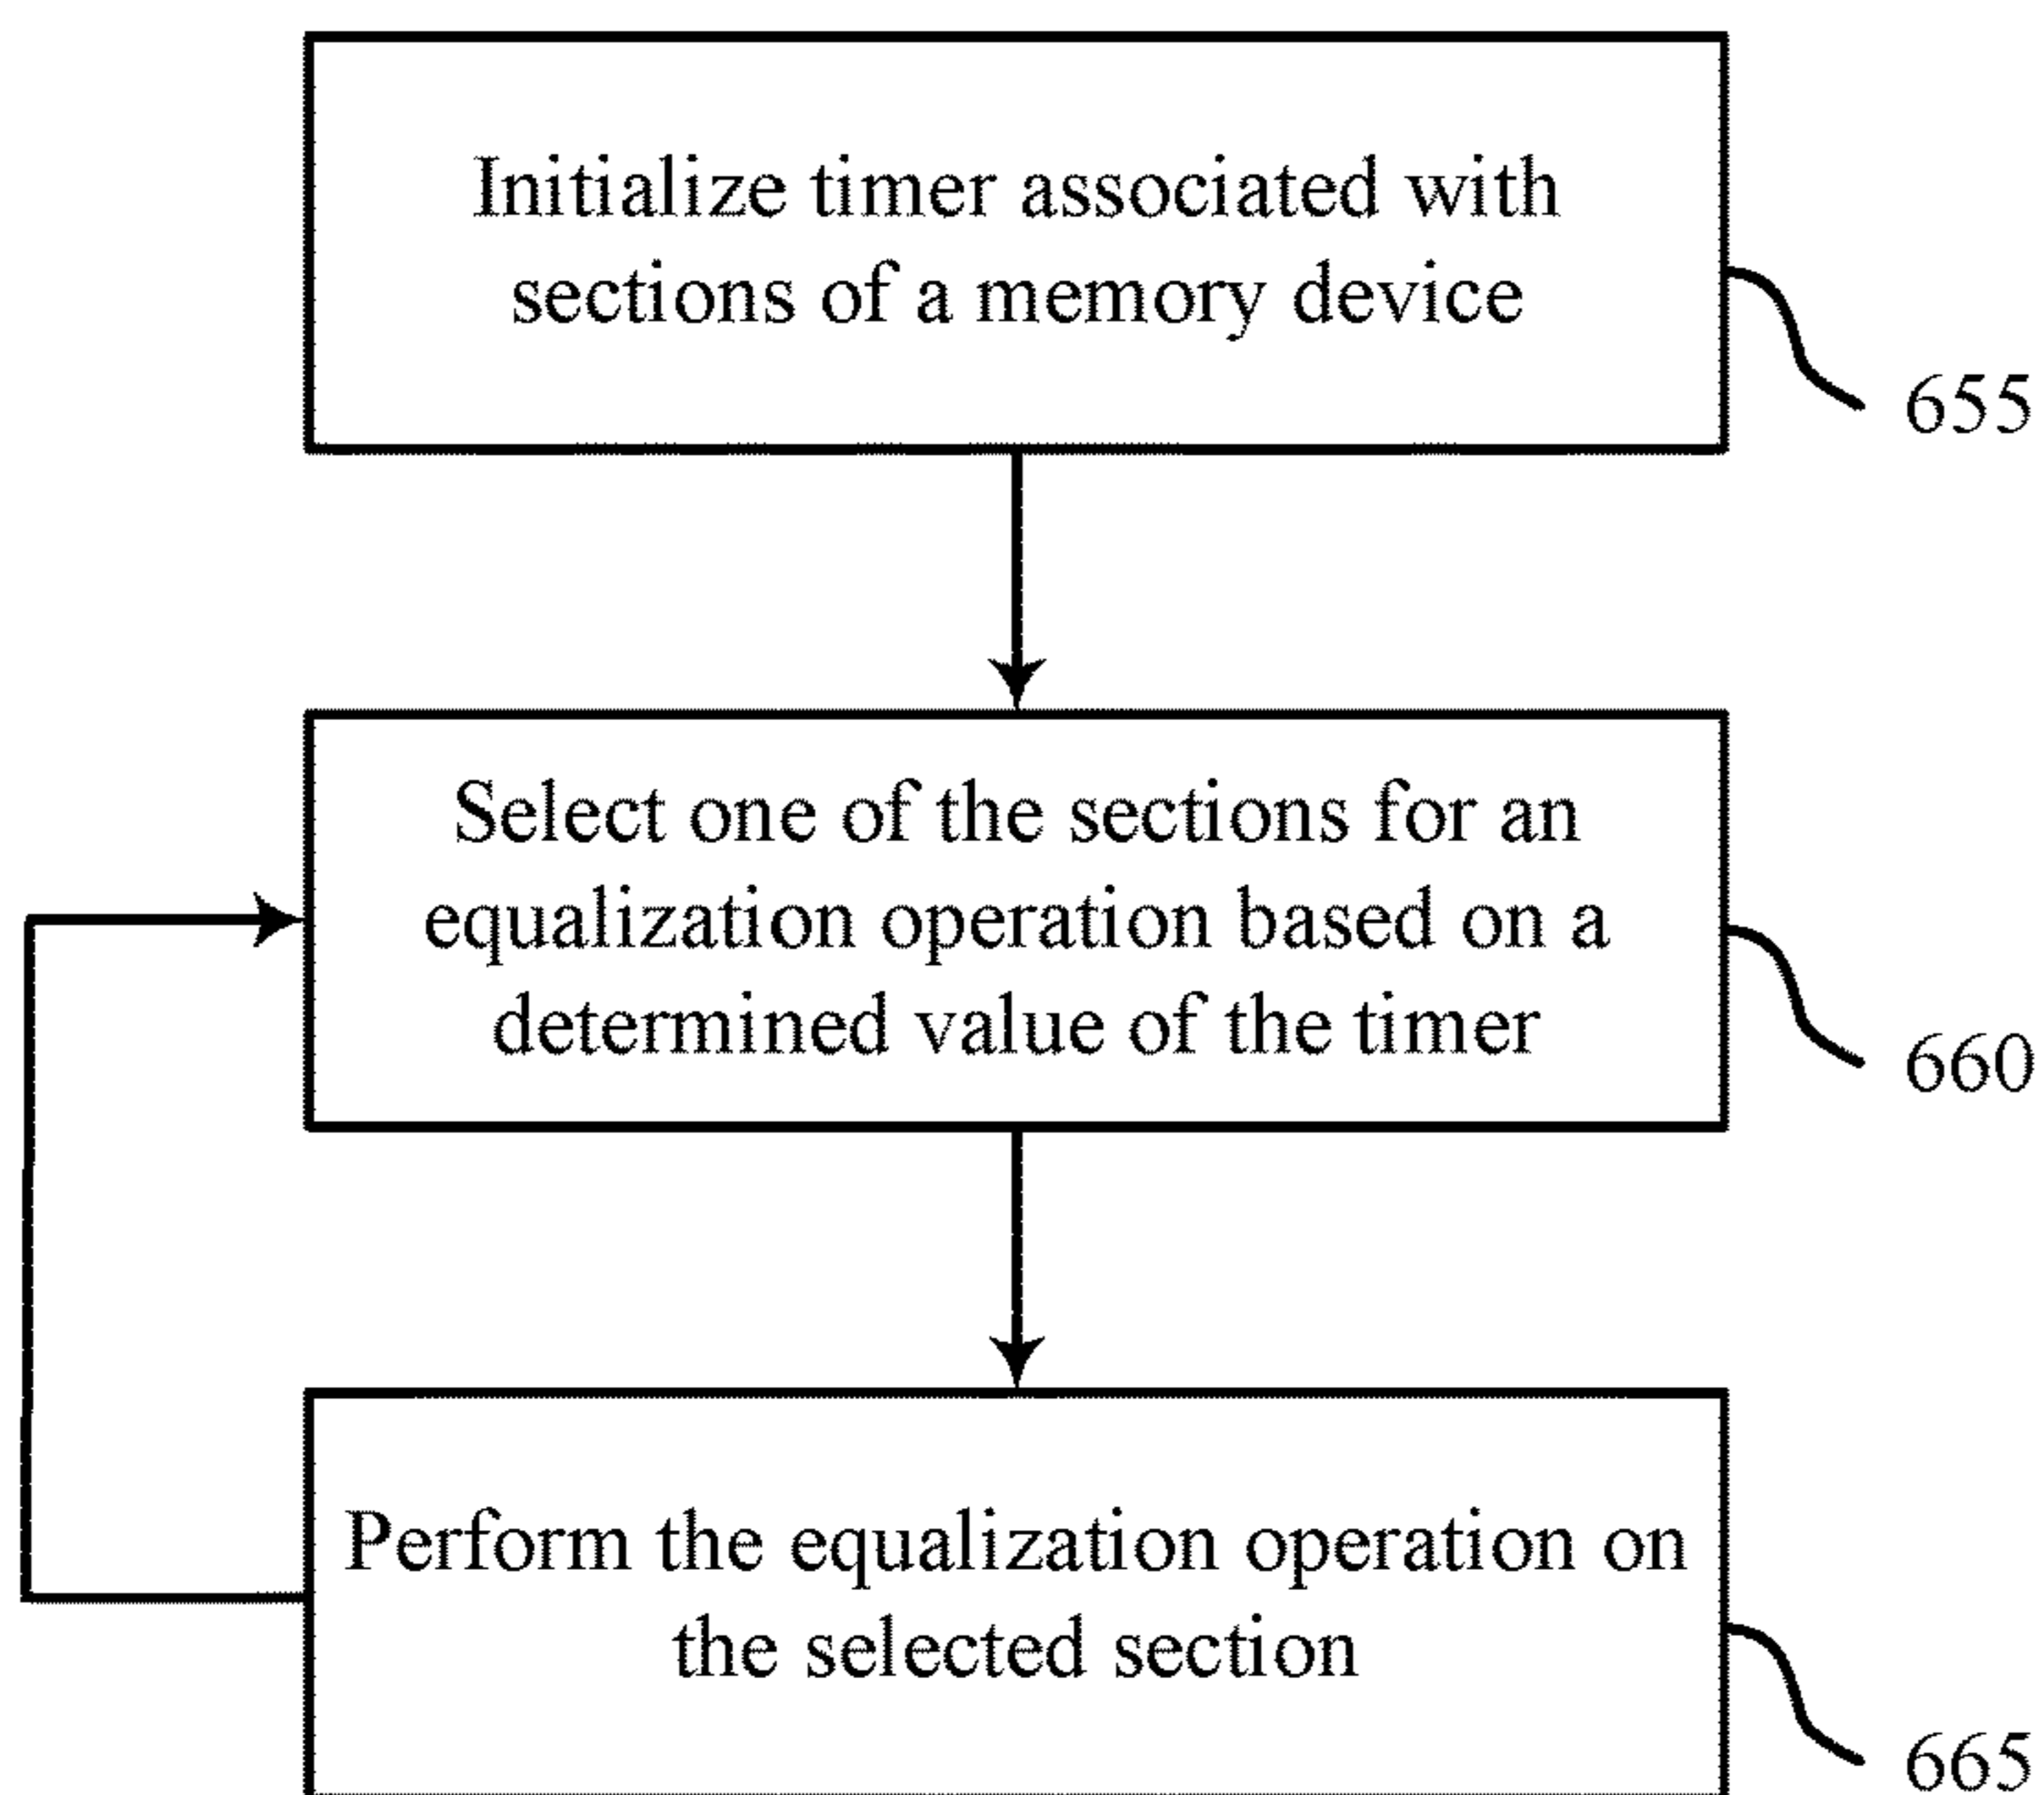 Initialize timer associated with
sections of a memory device
655
Select one of the sections for an
equalization operation based on a
determined value of the timer
660
Perform the equalization operation on
the selected section
665